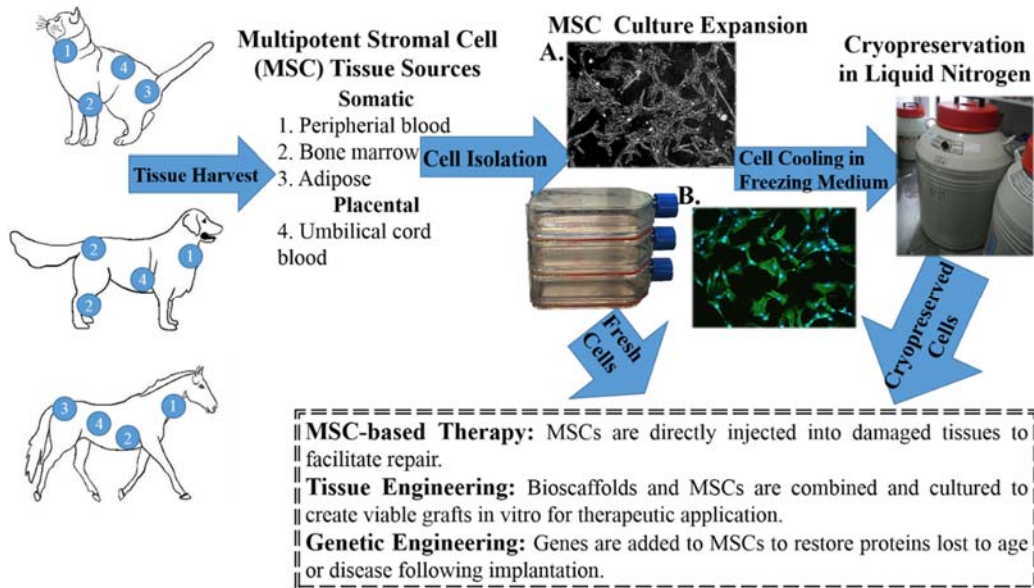 1
4
3
2
2
1
4
2
3
4
2
1
Tissue Harvest
Multipotent Stromal Cell
(MSC) Tissue Sources
Somatic
1. Peripherial blood
2. Bone marrow
3. Adipose
Placental
4. Umbilical cord
blood
Cell Isolation
MSC Culture Expansion
A.
B.
Cell Cooling in
Freezing Medium
Cryopreservation
in Liquid Nitrogen
Fresh
Cells
Cryopreserved
Cells
MSC-based Therapy: MSCs are directly injected into damaged tissues to
facilitate repair.
Tissue Engineering: Bioscaffolds and MSCs are combined and cultured to
create viable grafts in vitro for therapeutic application.
Genetic Engineering: Genes are added to MSCs to restore proteins lost to age
or disease following implantation.